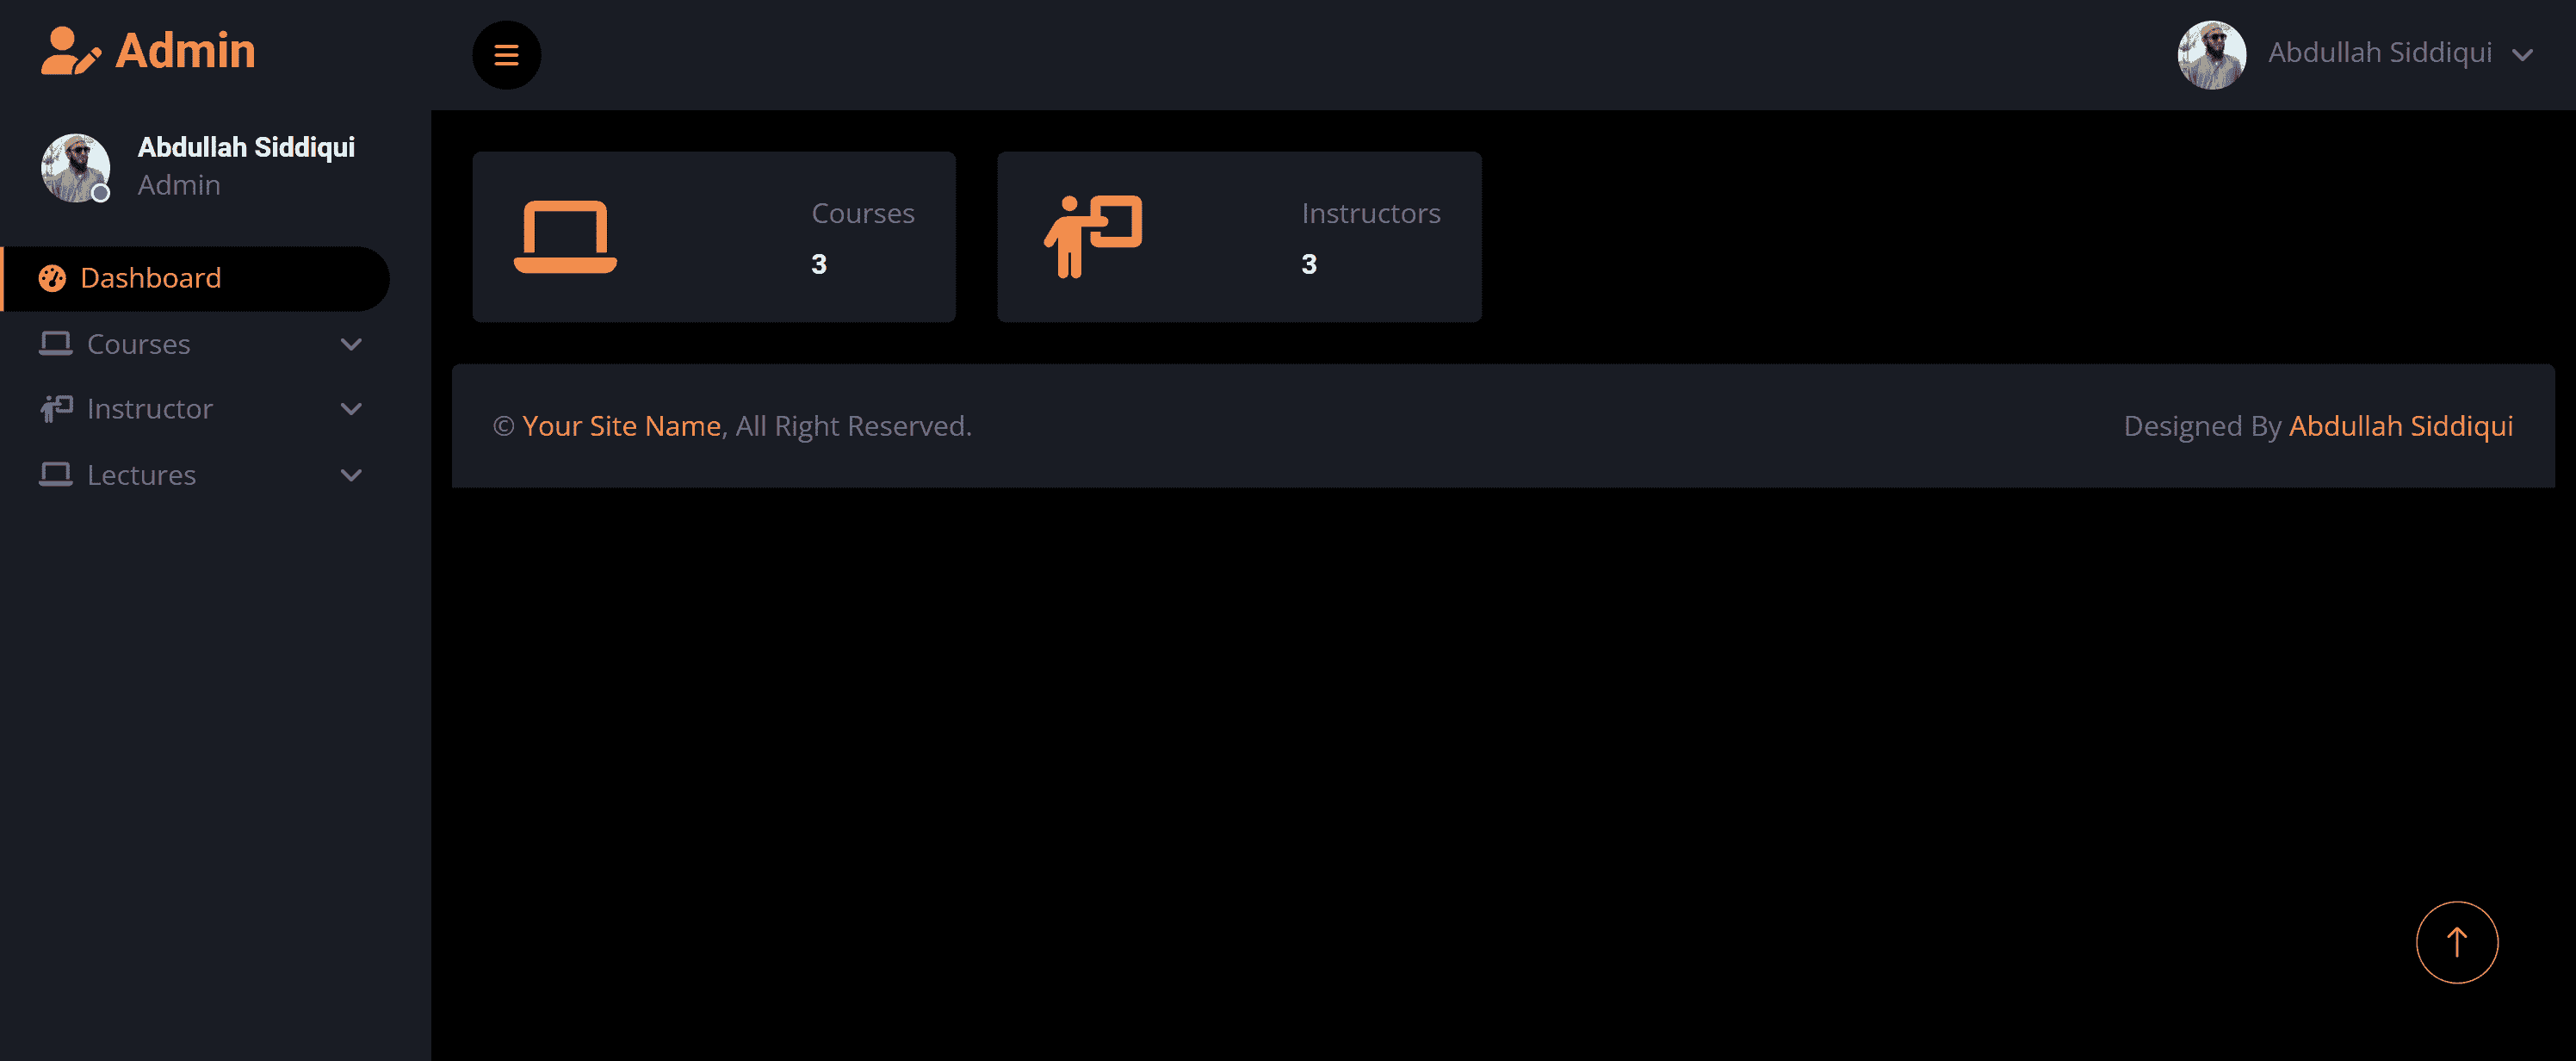 Admin
Abdullah Siddiqui
Abdullah Siddiqui
Admin
Dashboard
Courses
Instructor
Lectures
Courses
3
Instructors
3
© Your Site Name, All Right Reserved.
Designed By Abdullah Siddiqui